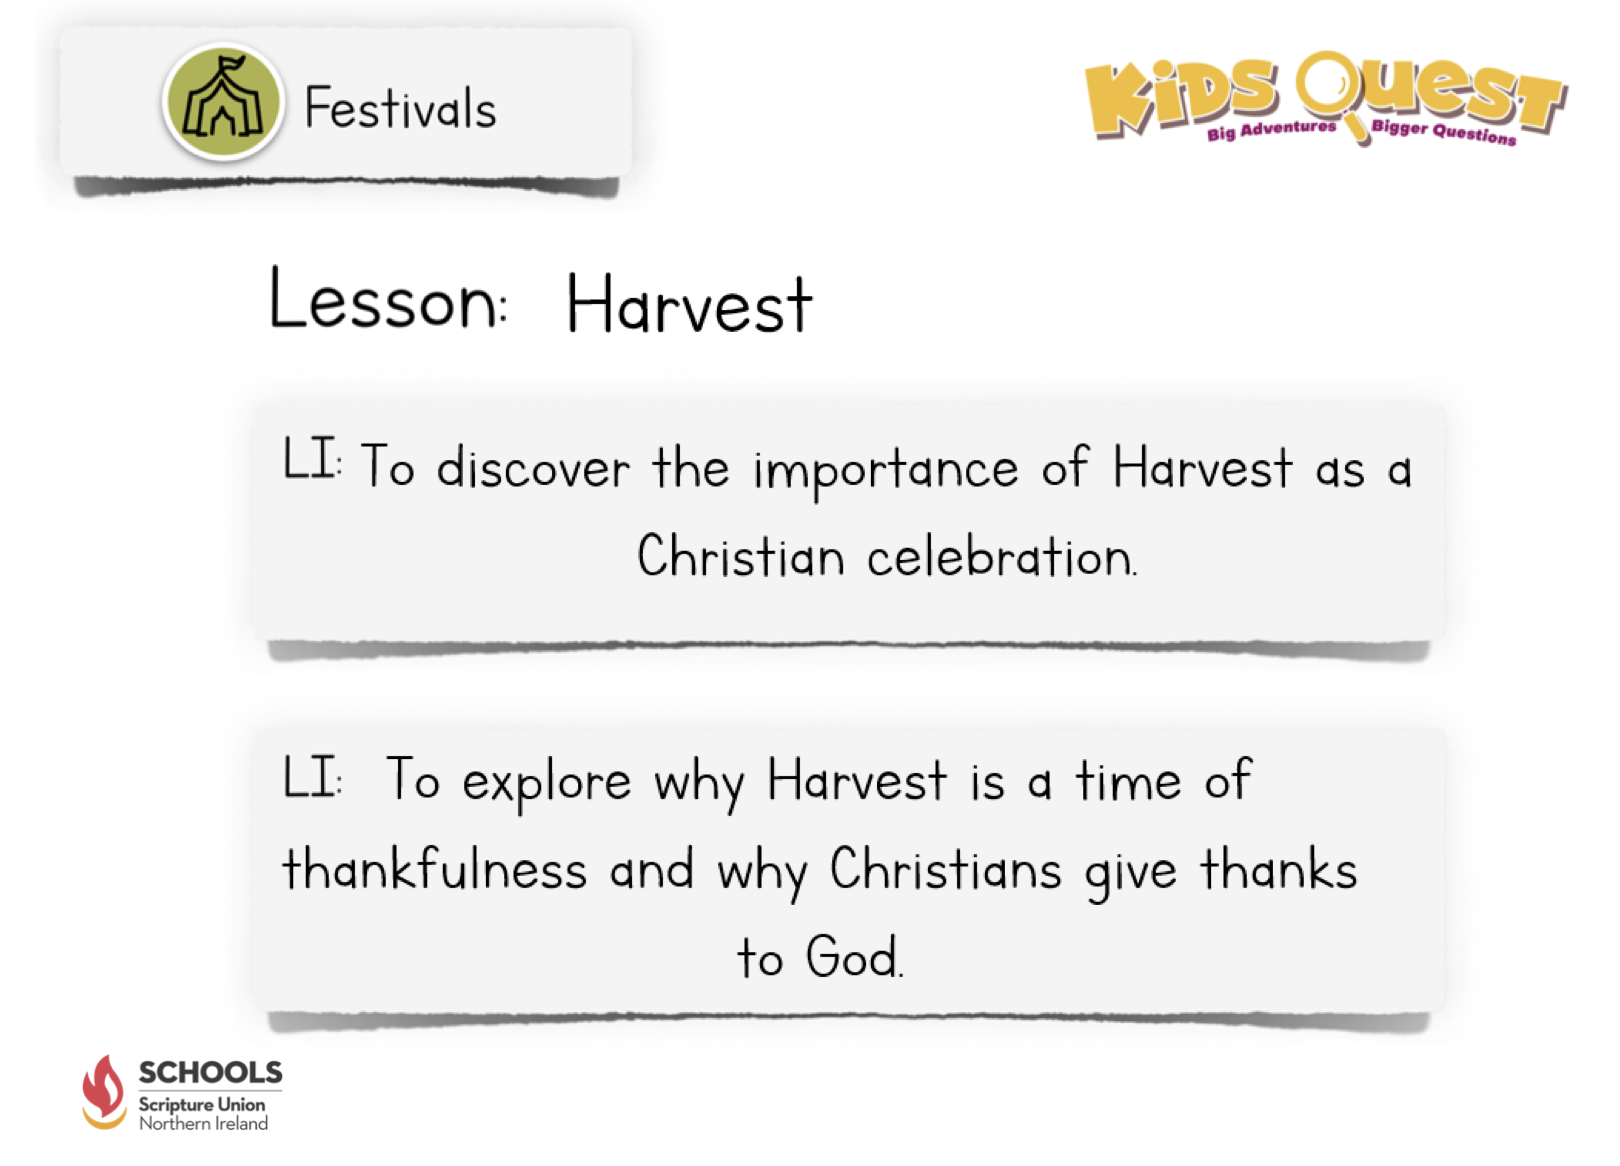 Festivals
KiDS QUeST
Big Adventures Bigger Questions
Lesson: Harvest
LI: To discover the importance of Harvest as a
Christian celebration.
LI: To explore why Harvest is a time of
thankfulness and why Christians give thanks
to God.
SCHOOLS
Scripture Union
Northern Ireland